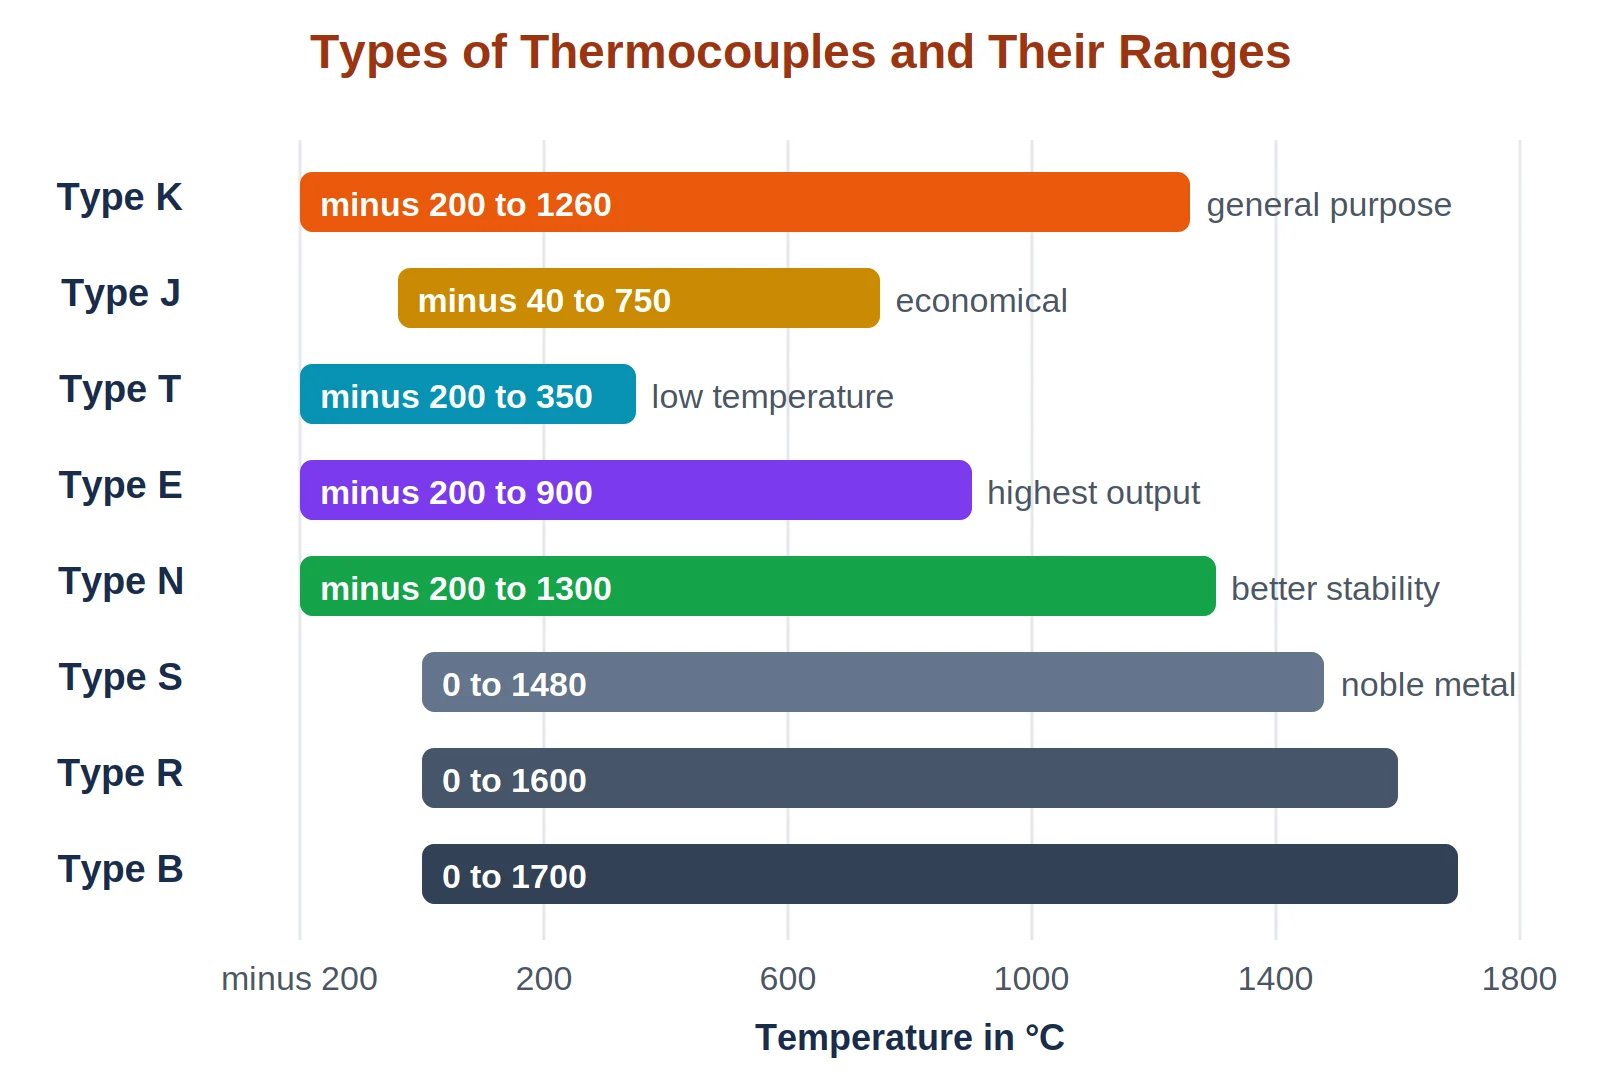 Types of Thermocouples and Their Ranges
Type K
minus 200 to 1260
general purpose
Type J
minus 40 to 750
economical
Type T
minus 200 to 350
low temperature
Type E
minus 200 to 900
highest output
Type N
minus 200 to 1300
better stability
Type S
0 to 1480
noble metal
Type R
0 to 1600
Type B
0 to 1700
minus 200
200
600
1000
1400
1800
Temperature in °C